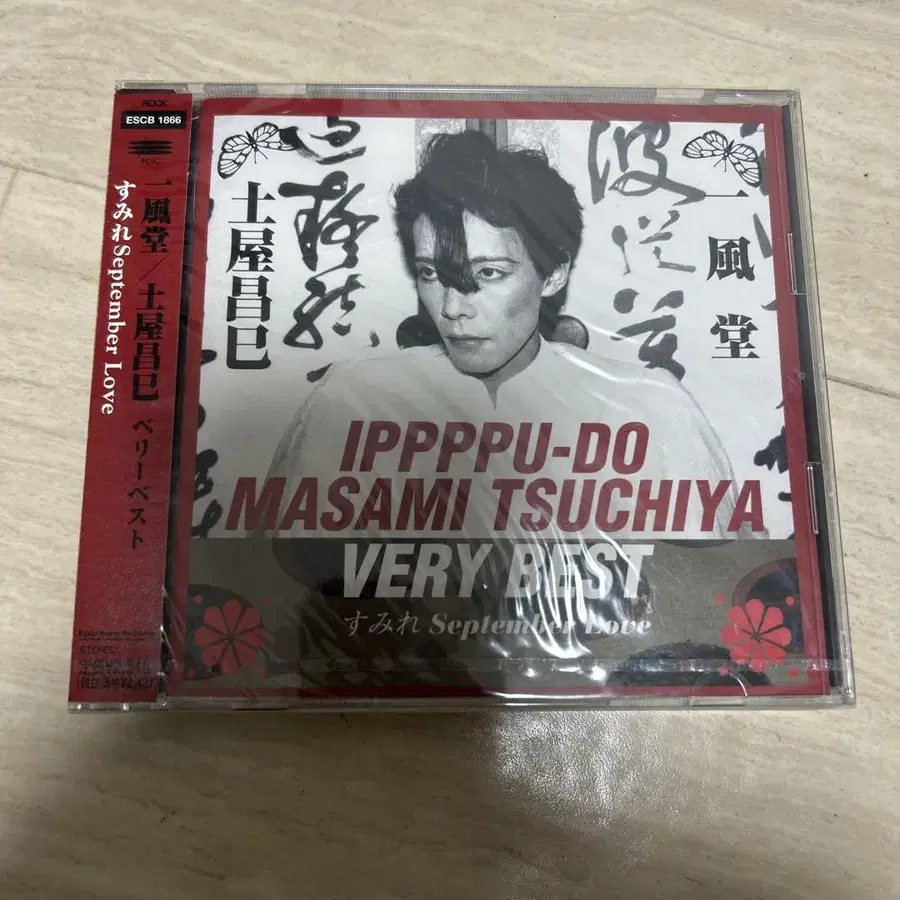 ROCK
ESCB 1866
epic
一風堂／土屋昌巳 ベリーベスト
すみれSeptember Love
STEREO
土屋昌巳
一風堂
IPPPPU-DO
MASAMI TSUCHIYA
VERY BEST
すみれ September Love